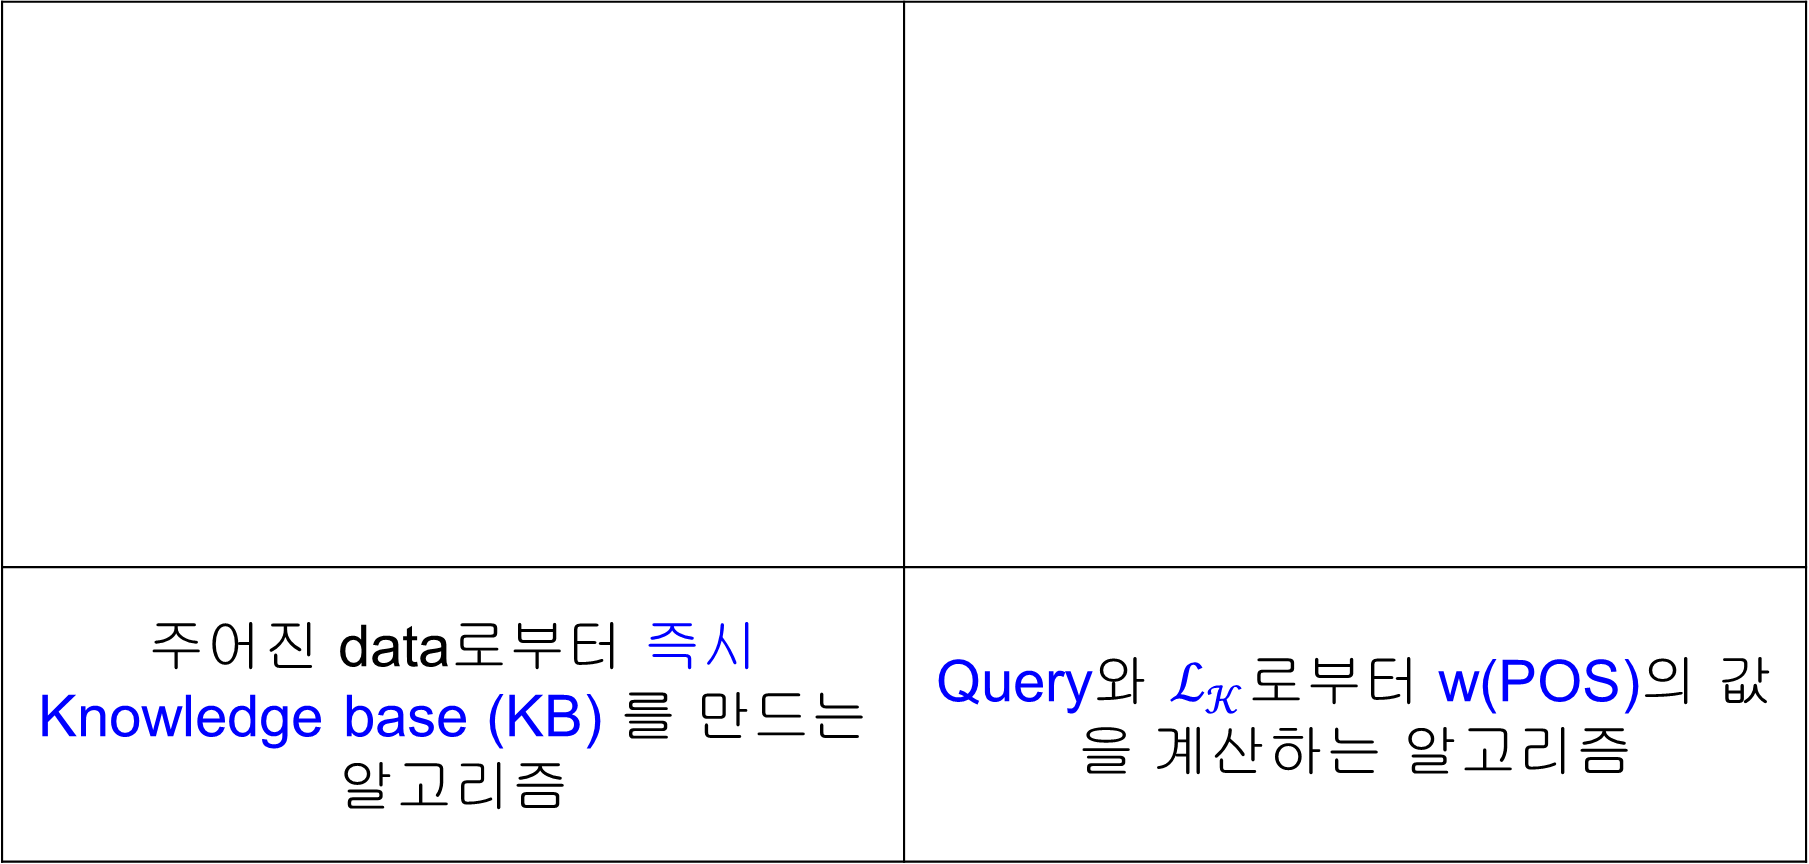 주어진 data로부터 즉시
Knowledge base (KB) 를 만드는
알고리즘
Query와 ℒ𝒦로부터 w(POS)의 값
을 계산하는 알고리즘